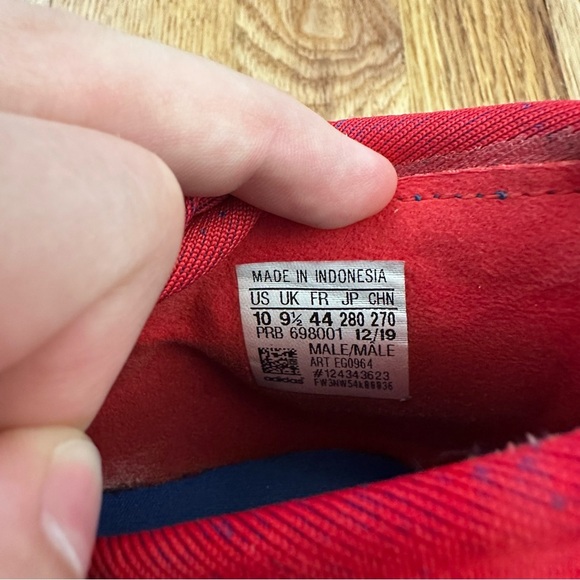 MADE IN INDONESIA
US UK FR JP CHN
10 9½ 44 280 270
PRB 698001 12/19
MALE/MÂLE
ART EG0964
#124343623
adidas